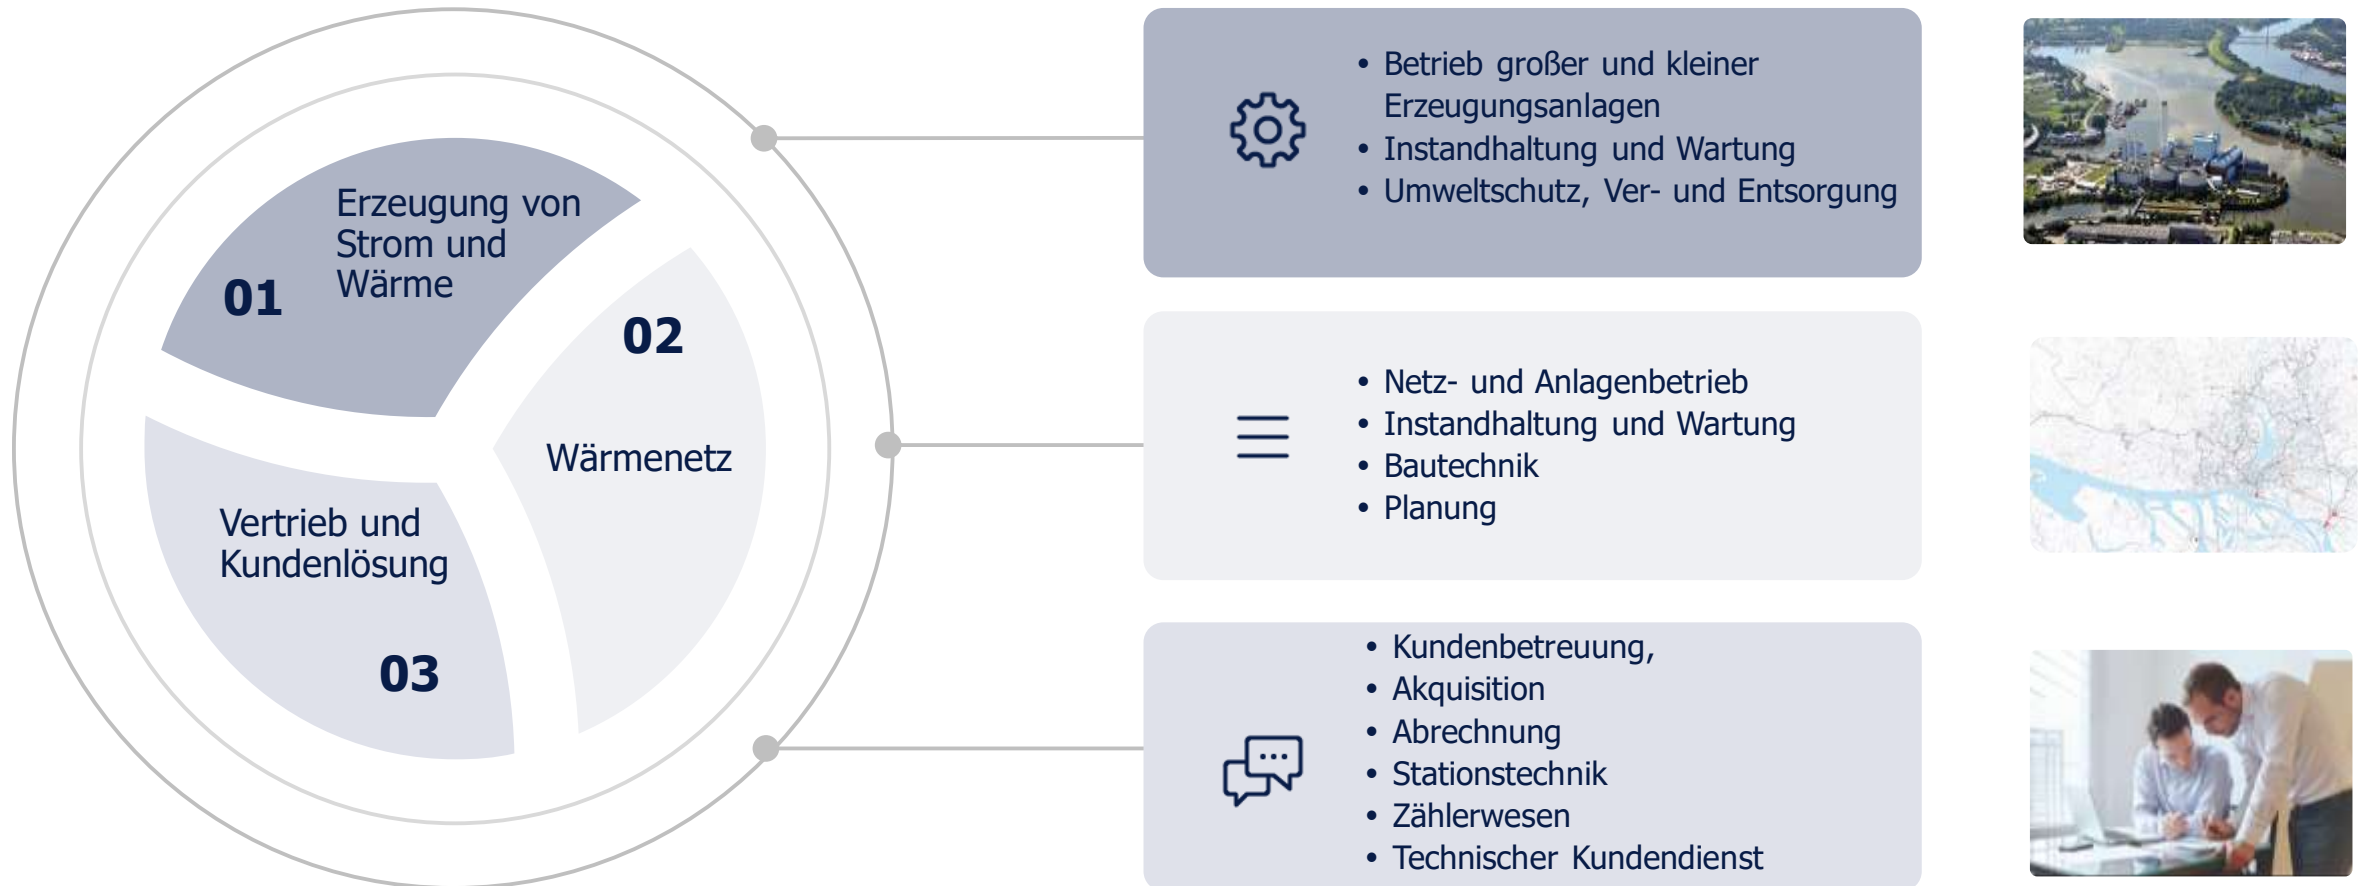 01
Erzeugung von
Strom und
Wärme
02
Wärmenetz
Vertrieb und
Kundenlösung
03
• Betrieb großer und kleiner
Erzeugungsanlagen
• Instandhaltung und Wartung
• Umweltschutz, Ver- und Entsorgung
• Netz- und Anlagenbetrieb
• Instandhaltung und Wartung
• Bautechnik
• Planung
• Kundenbetreuung,
• Akquisition
• Abrechnung
• Stationstechnik
• Zählerwesen
• Technischer Kundendienst